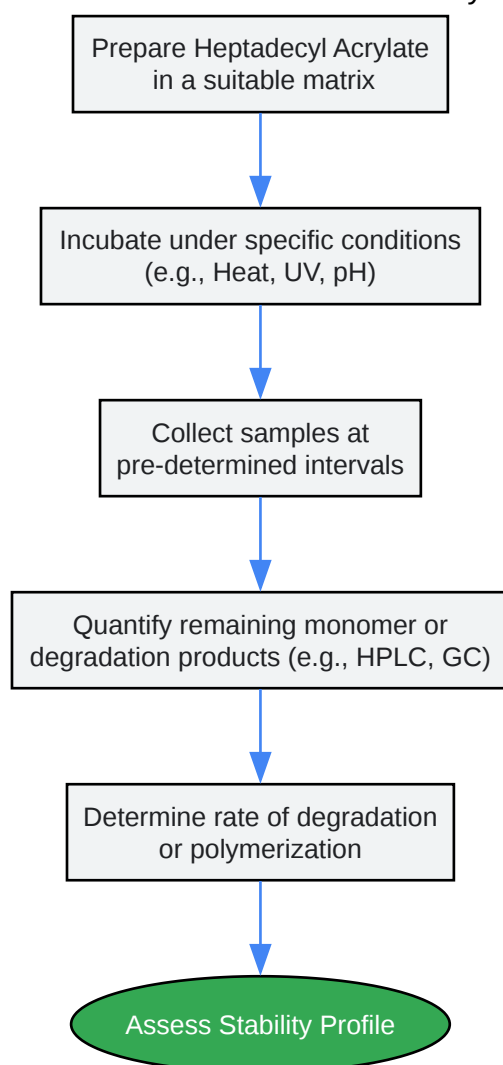 Prepare Heptadecyl Acrylate
in a suitable matrix
Incubate under specific conditions
(e.g., Heat, UV, pH)
Collect samples at
pre-determined intervals
Quantify remaining monomer or
degradation products (e.g., HPLC, GC)
Determine rate of degradation
or polymerization
Assess Stability Profile